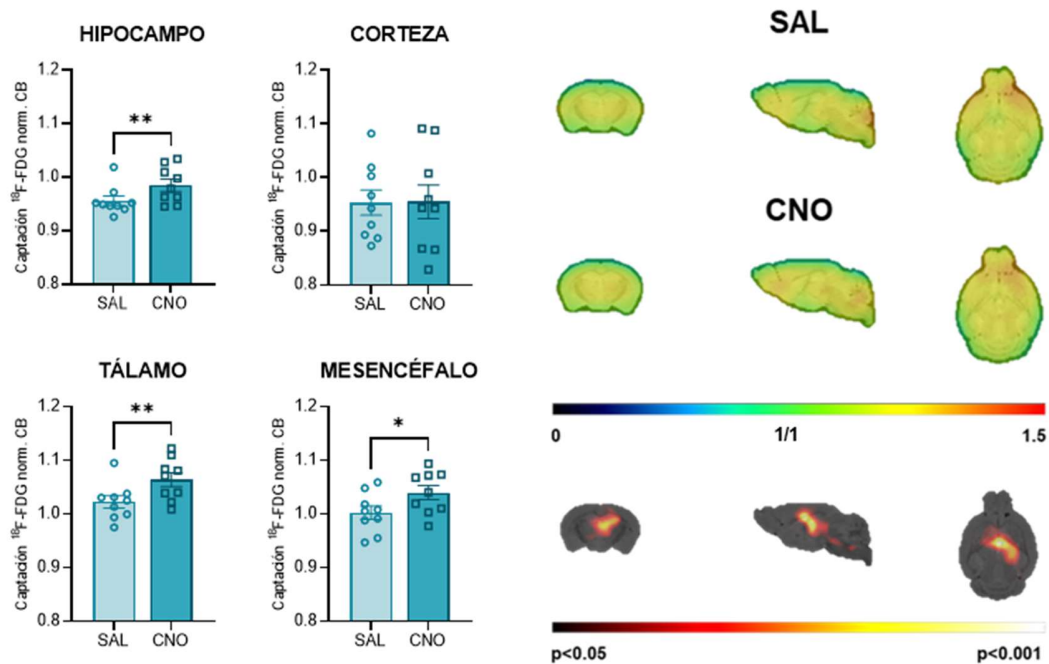 HIPOCAMPO
Captación ¹⁸F-FDG norm. CB
1.2
1.1
1.0
0.9
0.8
**
SAL
CNO
CORTEZA
Captación ¹⁸F-FDG norm. CB
1.2
1.1
1.0
0.9
0.8
SAL
CNO
TÁLAMO
Captación ¹⁸F-FDG norm. CB
1.2
1.1
1.0
0.9
0.8
**
SAL
CNO
MESENCÉFALO
Captación ¹⁸F-FDG norm. CB
1.2
1.1
1.0
0.9
0.8
*
SAL
CNO
SAL
CNO
0 1/1 1.5
p<0.05 p<0.001